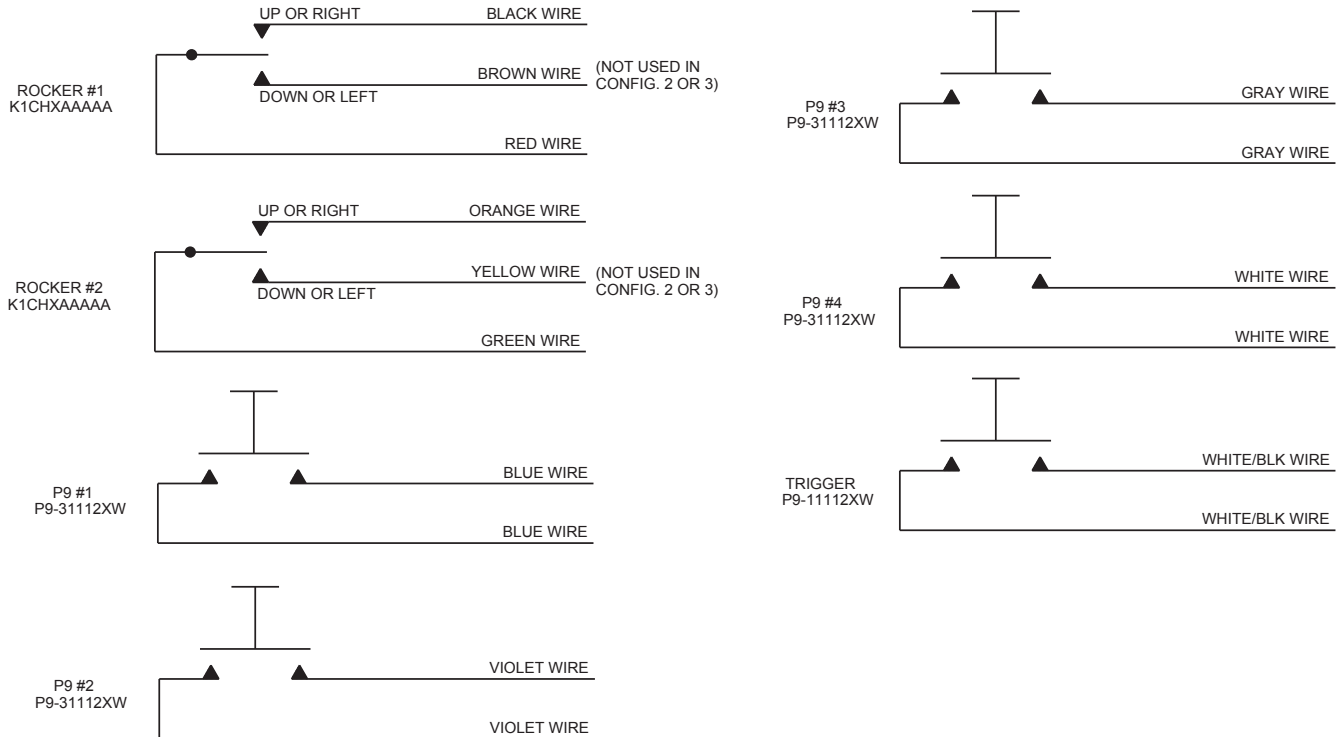 UP OR RIGHT
BLACK WIRE
ROCKER #1
K1CHXAAAAA
BROWN WIRE
(NOT USED IN
CONFIG. 2 OR 3)
DOWN OR LEFT
RED WIRE
UP OR RIGHT
ORANGE WIRE
ROCKER #2
K1CHXAAAAA
YELLOW WIRE
(NOT USED IN
CONFIG. 2 OR 3)
DOWN OR LEFT
GREEN WIRE
P9 #1
P9-31112XW
BLUE WIRE
BLUE WIRE
P9 #2
P9-31112XW
VIOLET WIRE
VIOLET WIRE
P9 #3
P9-31112XW
GRAY WIRE
GRAY WIRE
P9 #4
P9-31112XW
WHITE WIRE
WHITE WIRE
TRIGGER
P9-11112XW
WHITE/BLK WIRE
WHITE/BLK WIRE